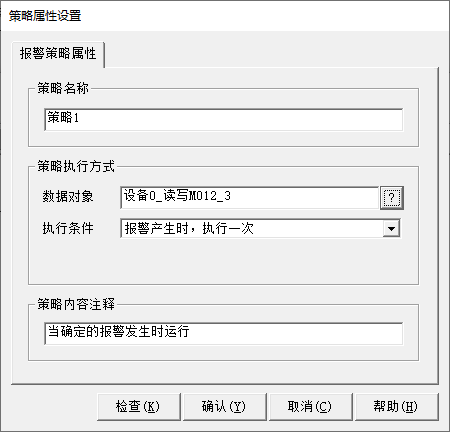 策略属性设置
报警策略属性
策略名称
策略1
策略执行方式
数据对象
设备0_读写M012_3
?
执行条件
报警产生时，执行一次
策略内容注释
当确定的报警发生时运行
检查(K)
确认(Y)
取消(C)
帮助(H)